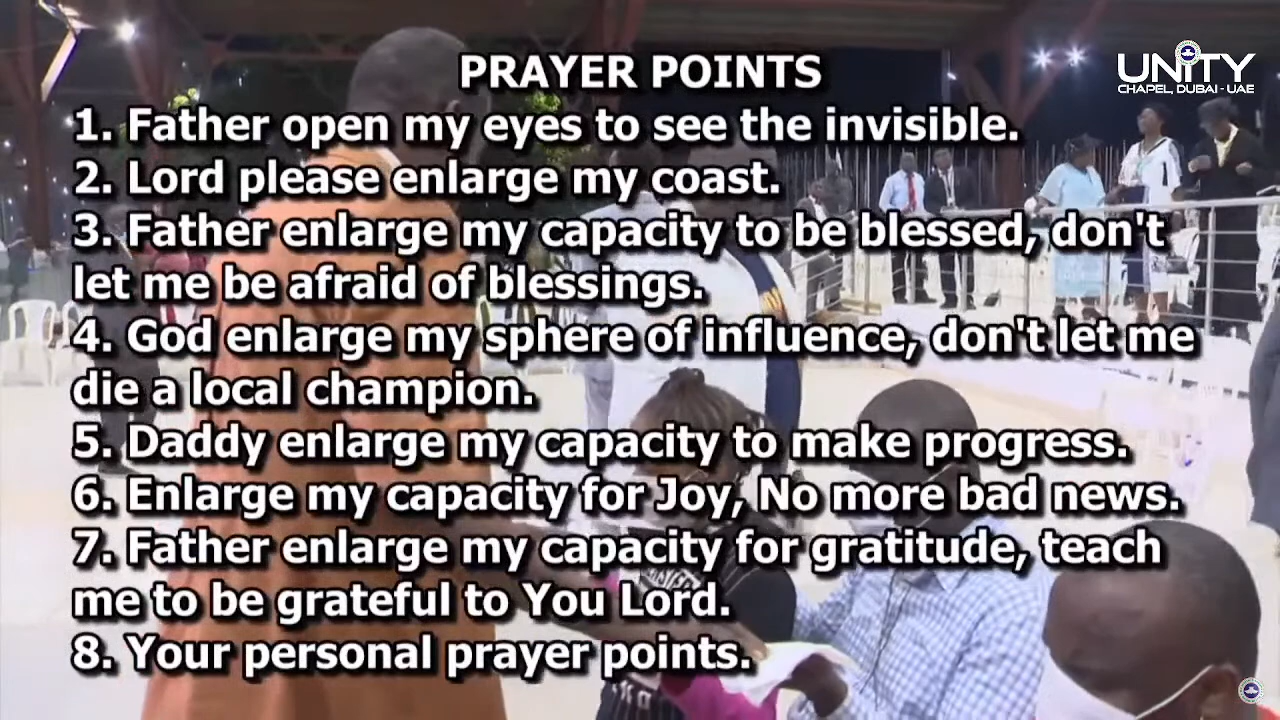 PRAYER POINTS
UNITY
CHAPEL, DUBAI - UAE
1. Father open my eyes to see the invisible.
2. Lord please enlarge my coast.
3. Father enlarge my capacity to be blessed, don't
let me be afraid of blessings.
4. God enlarge my sphere of influence, don't let me
die a local champion.
5. Daddy enlarge my capacity to make progress.
6. Enlarge my capacity for Joy, No more bad news.
7. Father enlarge my capacity for gratitude, teach
me to be grateful to You Lord.
8. Your personal prayer points.